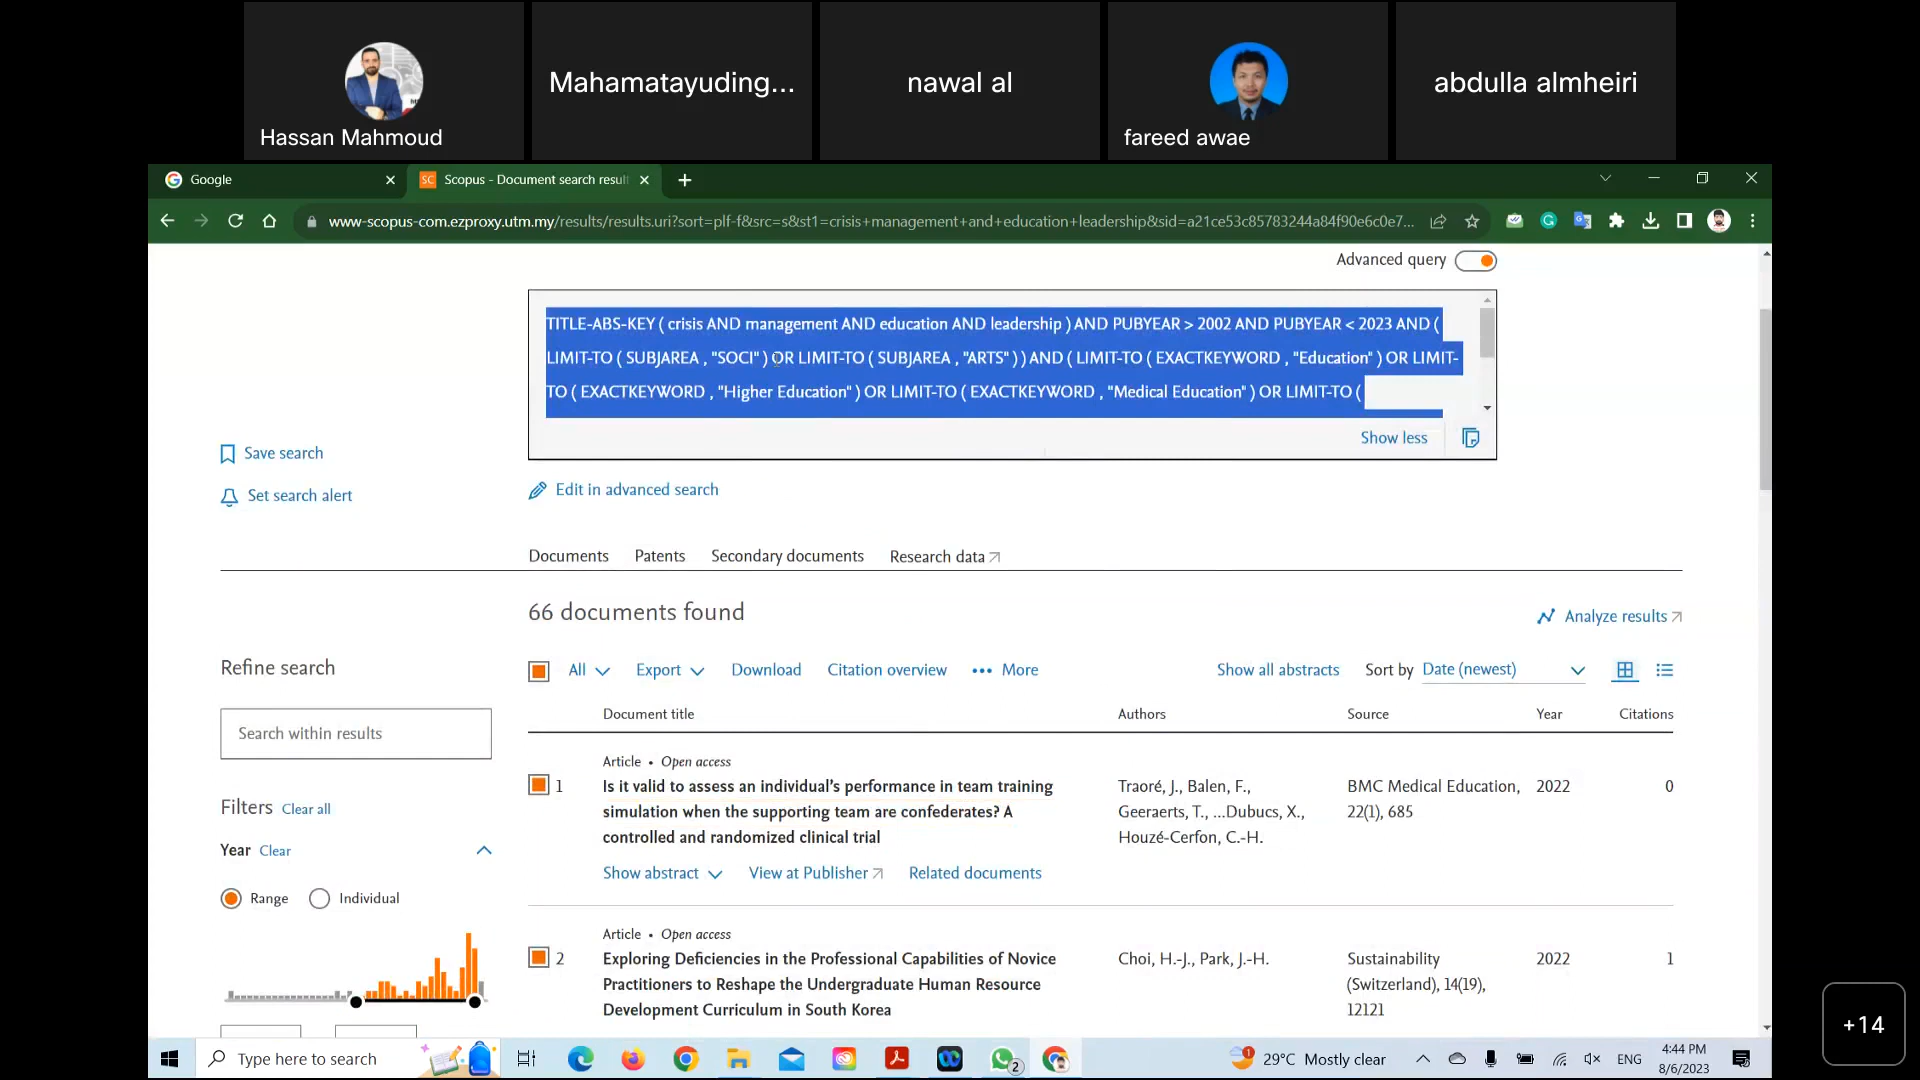 Hassan Mahmoud
Mahamatayuding...
nawal al
fareed awae
abdulla almheiri
Google
Scopus - Document search result
www-scopus-com.ezproxy.utm.my/results/results.uri?sort=plf-f&src=s&st1=crisis+management+and+education+leadership&sid=a21ce53c85783244a84f90e6c0e7...
Advanced query
TITLE-ABS-KEY ( crisis AND management AND education AND leadership ) AND PUBYEAR > 2002 AND PUBYEAR < 2023 AND (
LIMIT-TO ( SUBJAREA , "SOCI" ) OR LIMIT-TO ( SUBJAREA , "ARTS" ) ) AND ( LIMIT-TO ( EXACTKEYWORD , "Education" ) OR LIMIT-
TO ( EXACTKEYWORD , "Higher Education" ) OR LIMIT-TO ( EXACTKEYWORD , "Medical Education" ) OR LIMIT-TO (
Show less
Save search
Set search alert
Edit in advanced search
Documents Patents Secondary documents Research data
66 documents found
Analyze results
Refine search
All Export Download Citation overview ••• More Show all abstracts Sort by Date (newest)
Document title Authors Source Year Citations
Search within results
Article • Open access
1 Is it valid to assess an individual's performance in team training Traoré, J., Balen, F., BMC Medical Education, 2022 0
simulation when the supporting team are confederates? A Geeraerts, T., ...Dubucs, X., 22(1), 685
controlled and randomized clinical trial Houzé-Cerfon, C.-H.
Filters Clear all
Year Clear
Show abstract View at Publisher Related documents
Range Individual
Article • Open access
2 Exploring Deficiencies in the Professional Capabilities of Novice Choi, H.-J., Park, J.-H. Sustainability 2022 1
Practitioners to Reshape the Undergraduate Human Resource (Switzerland), 14(19),
Development Curriculum in South Korea 12121
+14
Type here to search
2
1
29°C Mostly clear
ENG
4:44 PM
8/6/2023